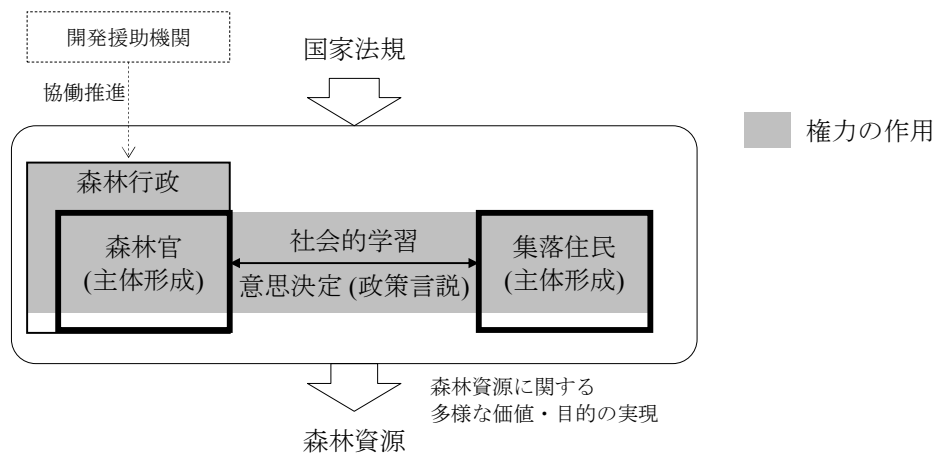 開発援助機関
国家法規
協働推進
権力の作用
森林行政
森林官
(主体形成)
社会的学習
意思決定 (政策言説)
集落住民
(主体形成)
森林資源に関する
多様な価値・目的の実現
森林資源